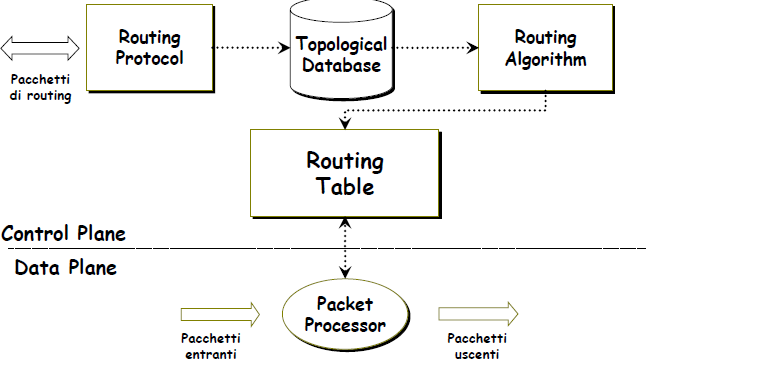 Routing
Protocol
Topological
Database
Routing
Algorithm
Pacchetti
di routing
Routing
Table
Control Plane
Data Plane
Packet
Processor
Pacchetti
entranti
Pacchetti
uscenti